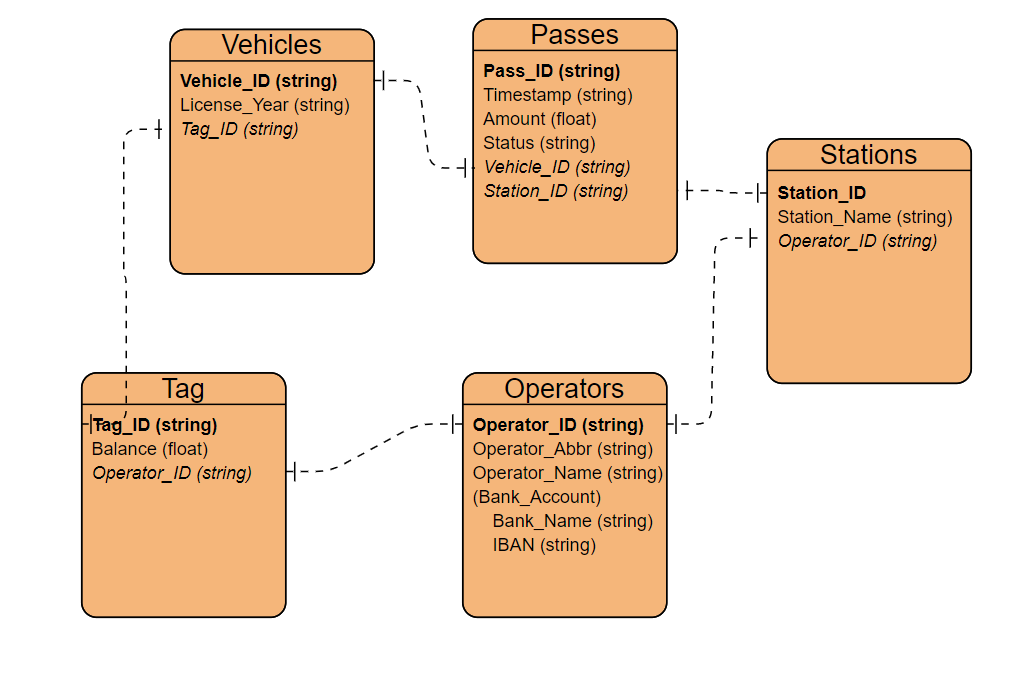 Vehicles
Vehicle_ID (string)
License_Year (string)
Tag_ID (string)
Passes
Pass_ID (string)
Timestamp (string)
Amount (float)
Status (string)
Vehicle_ID (string)
Station_ID (string)
Stations
Station_ID
Station_Name (string)
Operator_ID (string)
Tag
Tag_ID (string)
Balance (float)
Operator_ID (string)
Operators
Operator_ID (string)
Operator_Abbr (string)
Operator_Name (string)
(Bank_Account)
Bank_Name (string)
IBAN (string)